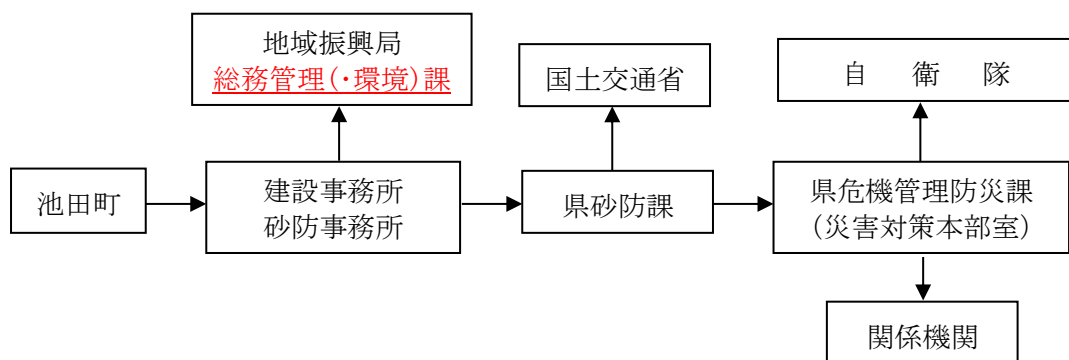 地域振興局
総務管理(・環境)課
国土交通省
自　衛　隊
池田町
建設事務所
砂防事務所
県砂防課
県危機管理防災課
(災害対策本部室)
関係機関